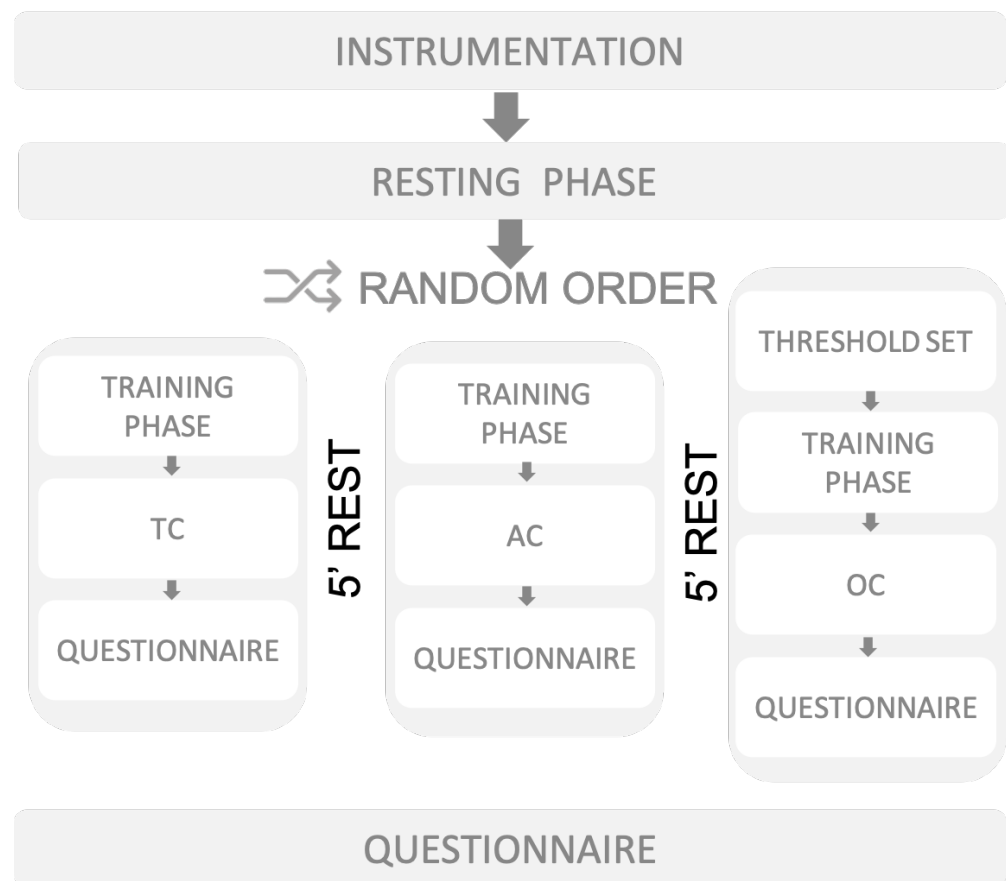 INSTRUMENTATION
RESTING PHASE
RANDOM ORDER
TRAINING
PHASE
TC
QUESTIONNAIRE
5' REST
TRAINING
PHASE
AC
QUESTIONNAIRE
5' REST
THRESHOLD SET
TRAINING
PHASE
OC
QUESTIONNAIRE
QUESTIONNAIRE